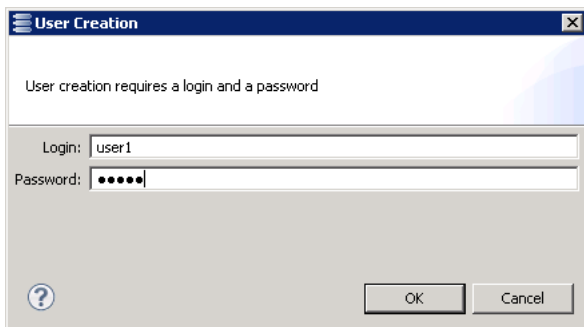 User Creation
User creation requires a login and a password
Login: user1
Password: •••••
OK Cancel